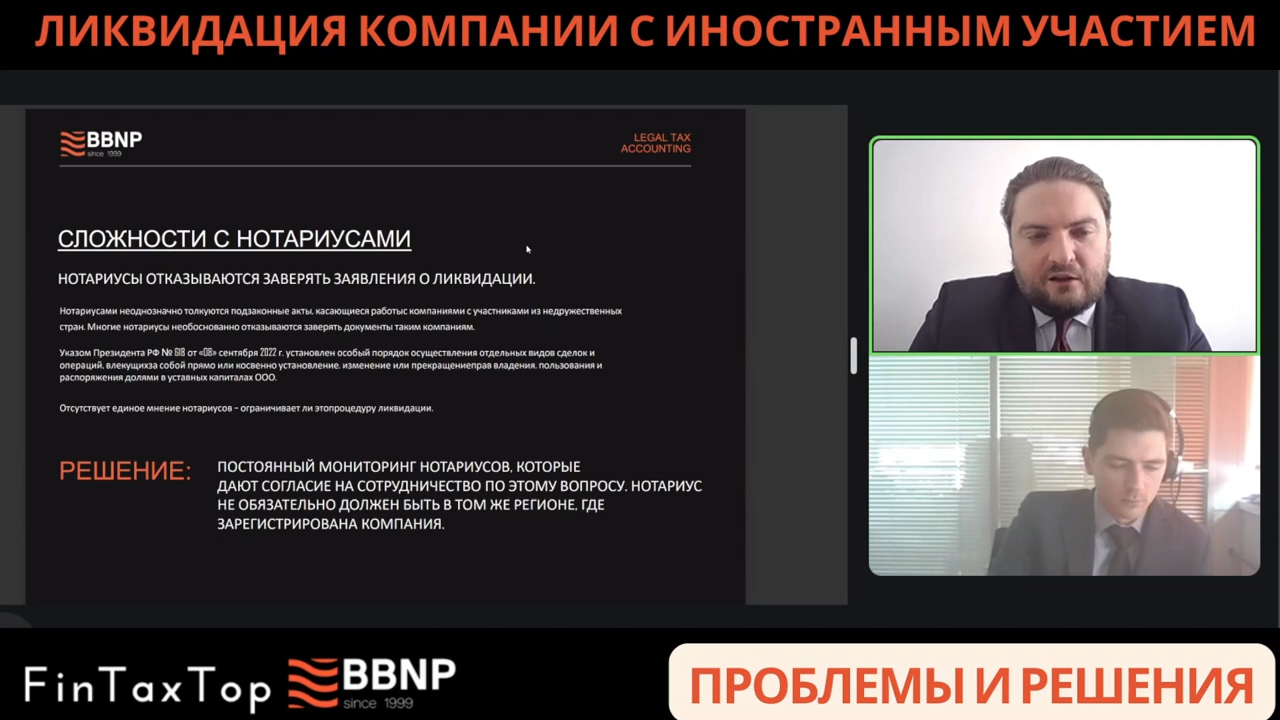 ЛИКВИДАЦИЯ КОМПАНИИ С ИНОСТРАННЫМ УЧАСТИЕМ
BBNP
since 1999
LEGAL TAX
ACCOUNTING
СЛОЖНОСТИ С НОТАРИУСАМИ
НОТАРИУСЫ ОТКАЗЫВАЮТСЯ ЗАВЕРЯТЬ ЗАЯВЛЕНИЯ О ЛИКВИДАЦИИ.
Нотариусами неоднозначно толкуются подзаконные акты, касающиеся работыс компаниями с участниками из недружественных
стран. Многие нотариусы необоснованно отказываются заверять документы таким компаниям.
Указом Президента РФ № 618 от «08» сентября 2022 г. установлен особый порядок осуществления отдельных видов сделок и
операций, влекущихза собой прямо или косвенно установление, изменение или прекращениеправ владения, пользования и
распоряжения долями в уставных капиталах ООО.
Отсутствует единое мнение нотариусов – ограничивает ли этопроцедуру ликвидации.
РЕШЕНИЕ:
ПОСТОЯННЫЙ МОНИТОРИНГ НОТАРИУСОВ, КОТОРЫЕ
ДАЮТ СОГЛАСИЕ НА СОТРУДНИЧЕСТВО ПО ЭТОМУ ВОПРОСУ. НОТАРИУС
НЕ ОБЯЗАТЕЛЬНО ДОЛЖЕН БЫТЬ В ТОМ ЖЕ РЕГИОНЕ, ГДЕ
ЗАРЕГИСТРИРОВАНА КОМПАНИЯ.
FinTaxTop
BBNP
since 1999
ПРОБЛЕМЫ И РЕШЕНИЯ